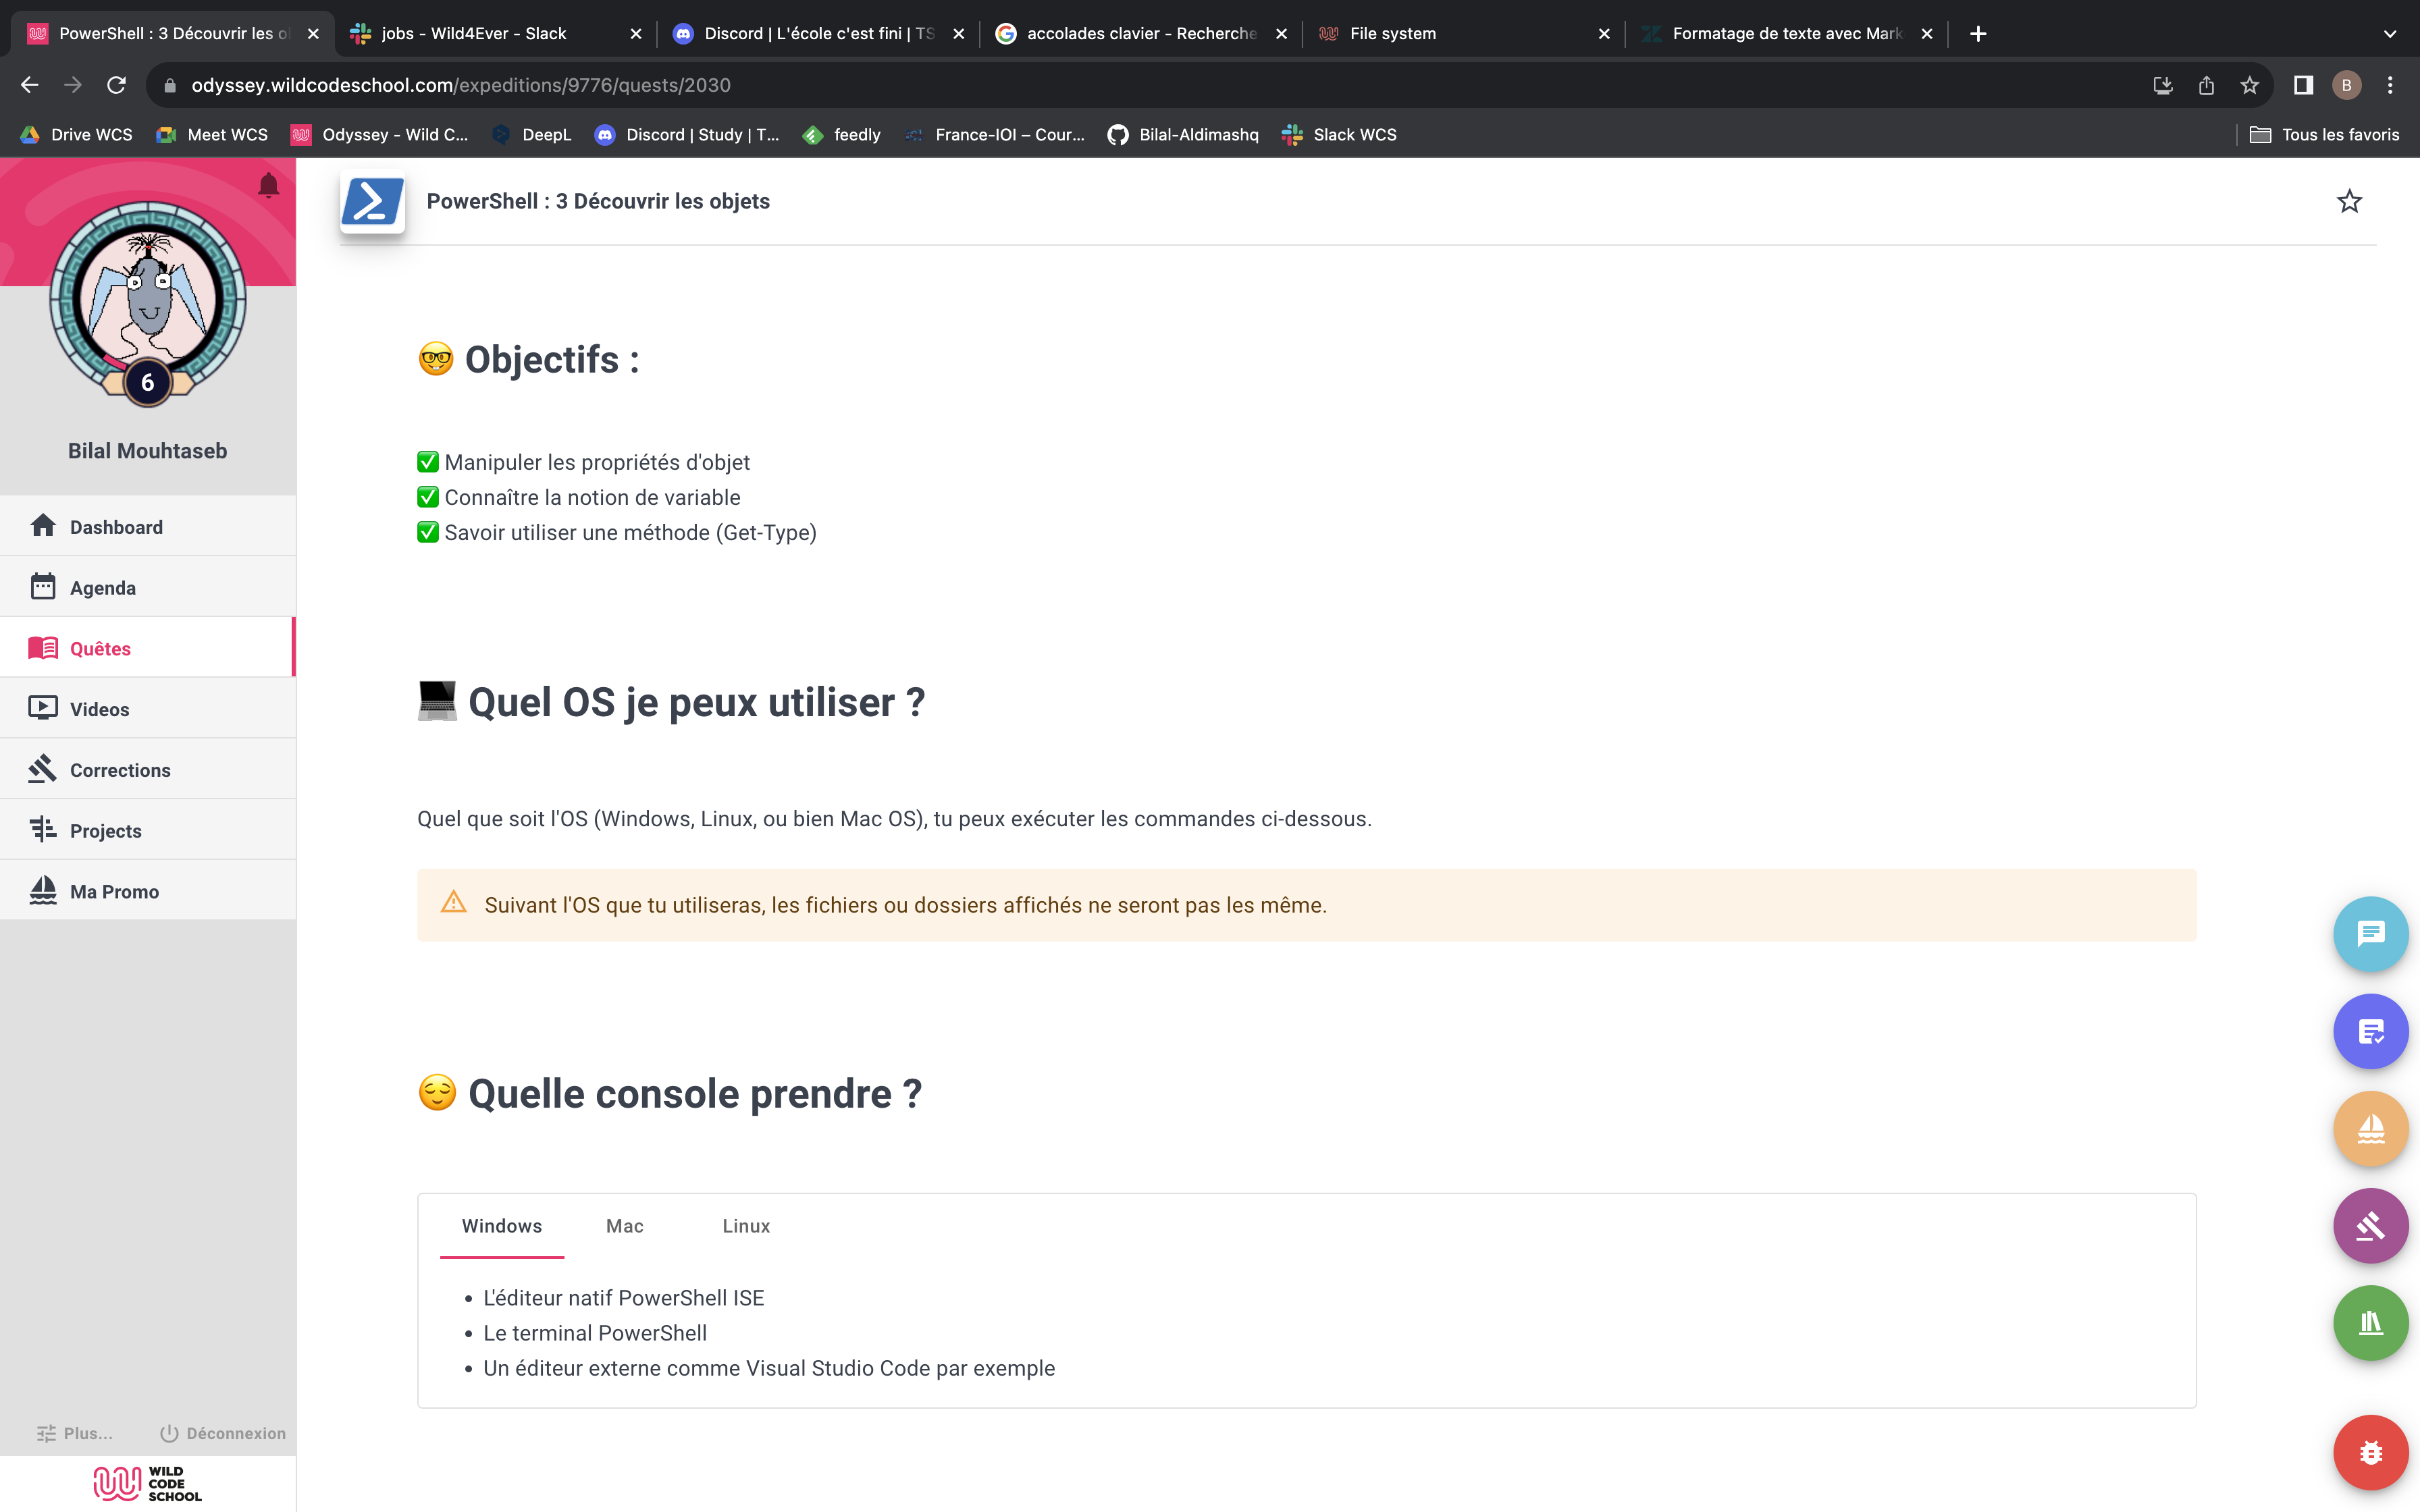 PowerShell : 3 Découvrir les o
jobs - Wild4Ever - Slack
Discord | L'école c'est fini | TS
accolades clavier - Recherche
File system
Formatage de texte avec Mark
odyssey.wildcodeschool.com/expeditions/9776/quests/2030
B
Drive WCS
Meet WCS
Odyssey - Wild C...
DeepL
Discord | Study | T...
feedly
France-IOI – Cour...
Bilal-Aldimashq
Slack WCS
Tous les favoris
6
Bilal Mouhtaseb
Dashboard
Agenda
Quêtes
Videos
Corrections
Projects
Ma Promo
Plus...
Déconnexion
WILD
CODE
SCHOOL
PowerShell : 3 Découvrir les objets
Objectifs :
Manipuler les propriétés d'objet
Connaître la notion de variable
Savoir utiliser une méthode (Get-Type)
Quel OS je peux utiliser ?
Quel que soit l'OS (Windows, Linux, ou bien Mac OS), tu peux exécuter les commandes ci-dessous.
Suivant l'OS que tu utiliseras, les fichiers ou dossiers affichés ne seront pas les même.
Quelle console prendre ?
Windows
Mac
Linux
• L'éditeur natif PowerShell ISE
• Le terminal PowerShell
• Un éditeur externe comme Visual Studio Code par exemple